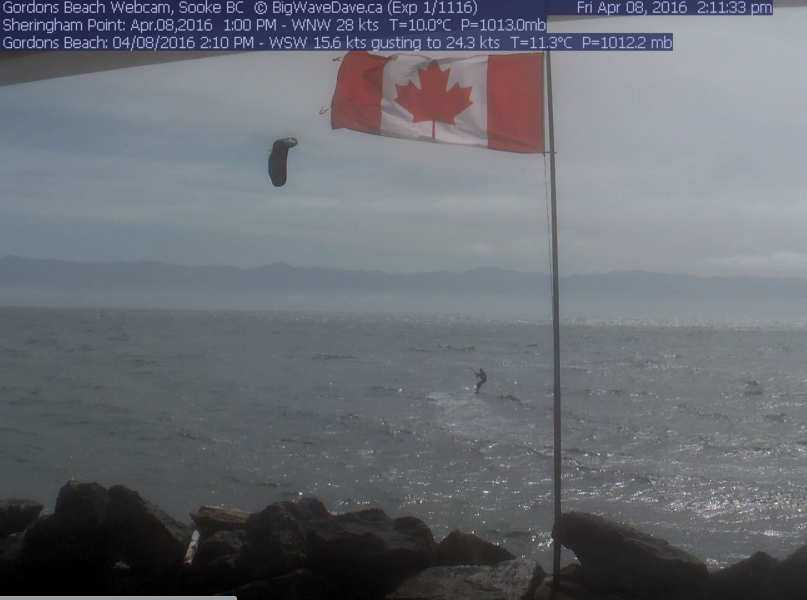 Gordons Beach Webcam, Sooke BC © BigWaveDave.ca (Exp 1/1116) Fri Apr 08, 2016 2:11:33 pm
Sheringham Point: Apr.08,2016 1:00 PM - WNW 28 kts T=10.0°C P=1013.0mb
Gordons Beach: 04/08/2016 2:10 PM - WSW 15.6 kts gusting to 24.3 kts T=11.3°C P=1012.2 mb